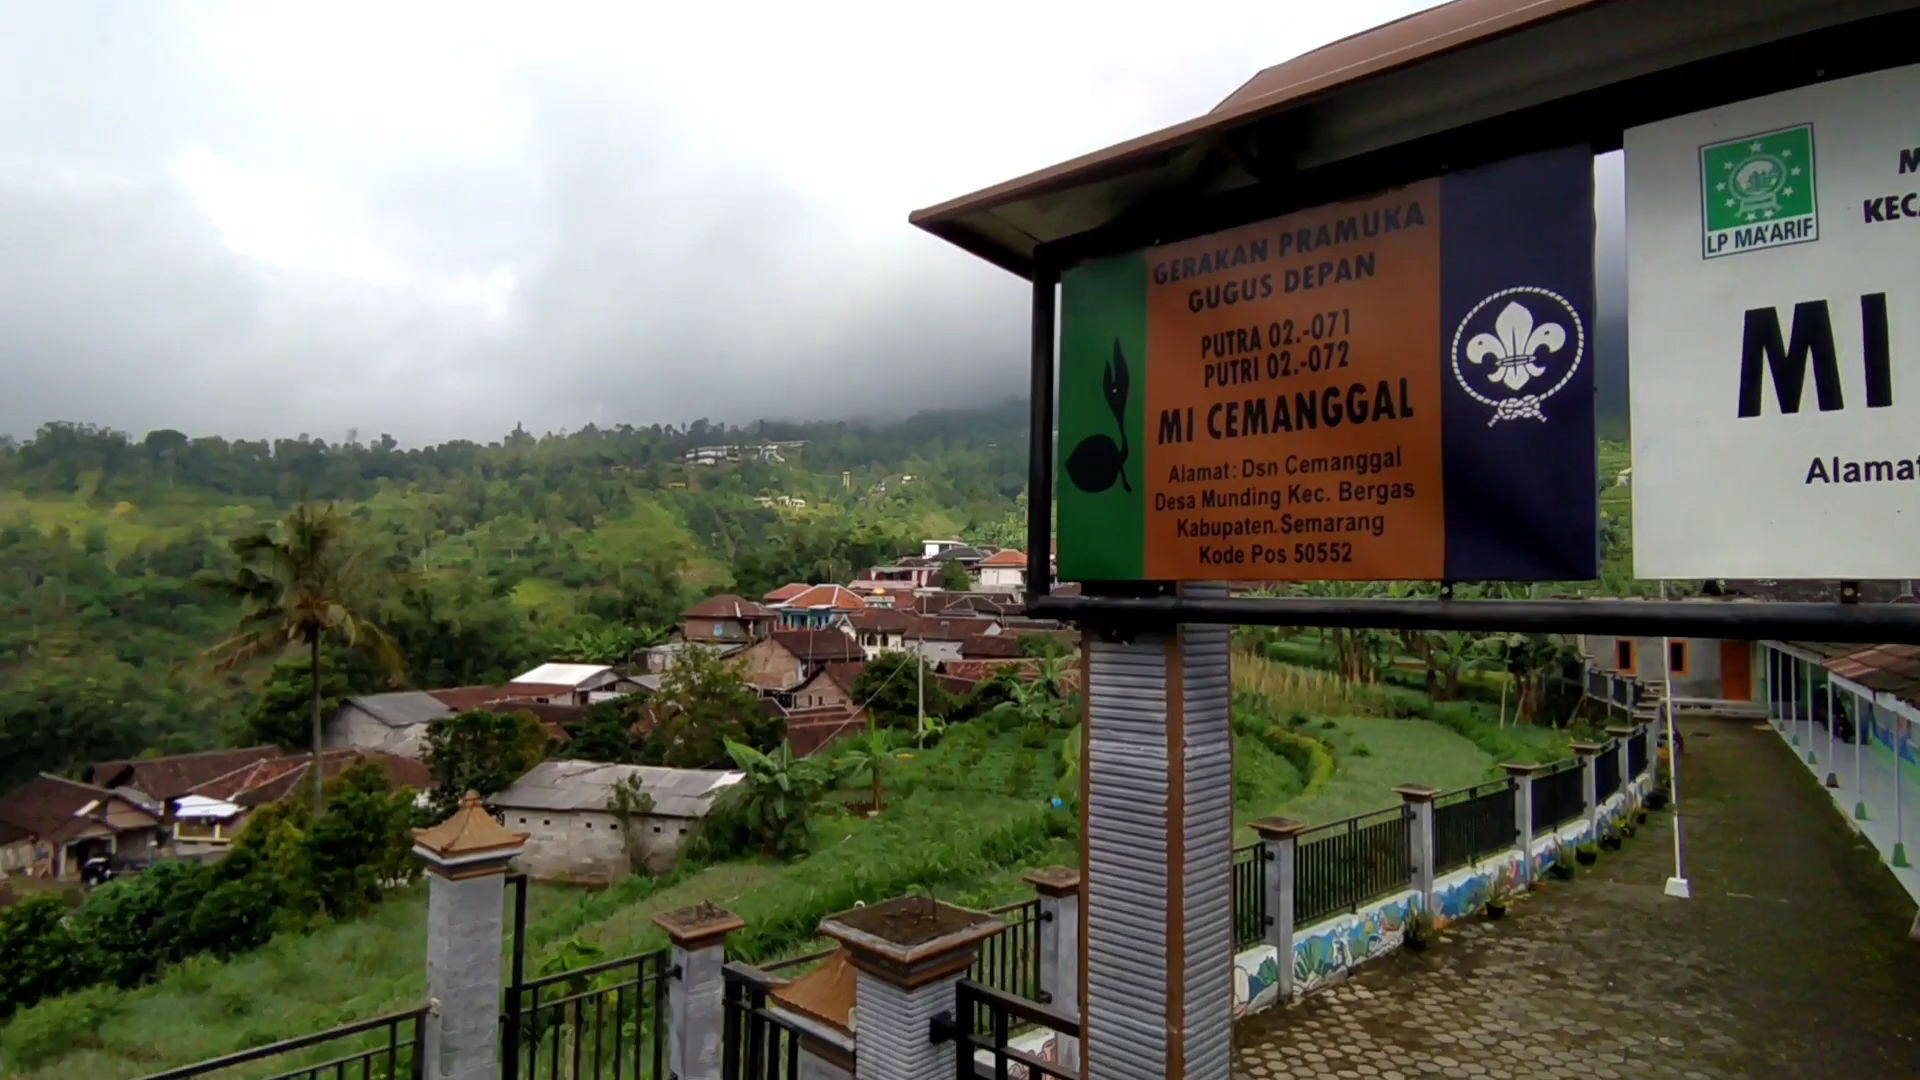 GERAKAN PRAMUKA
GUGUS DEPAN
PUTRA 02.-071
PUTRI 02.-072
MI CEMANGGAL
Alamat: Dsn Cemanggal
Desa Munding Kec. Bergas
Kabupaten.Semarang
Kode Pos 50552
LP MA'ARIF
M
KECA
MI
Alamat